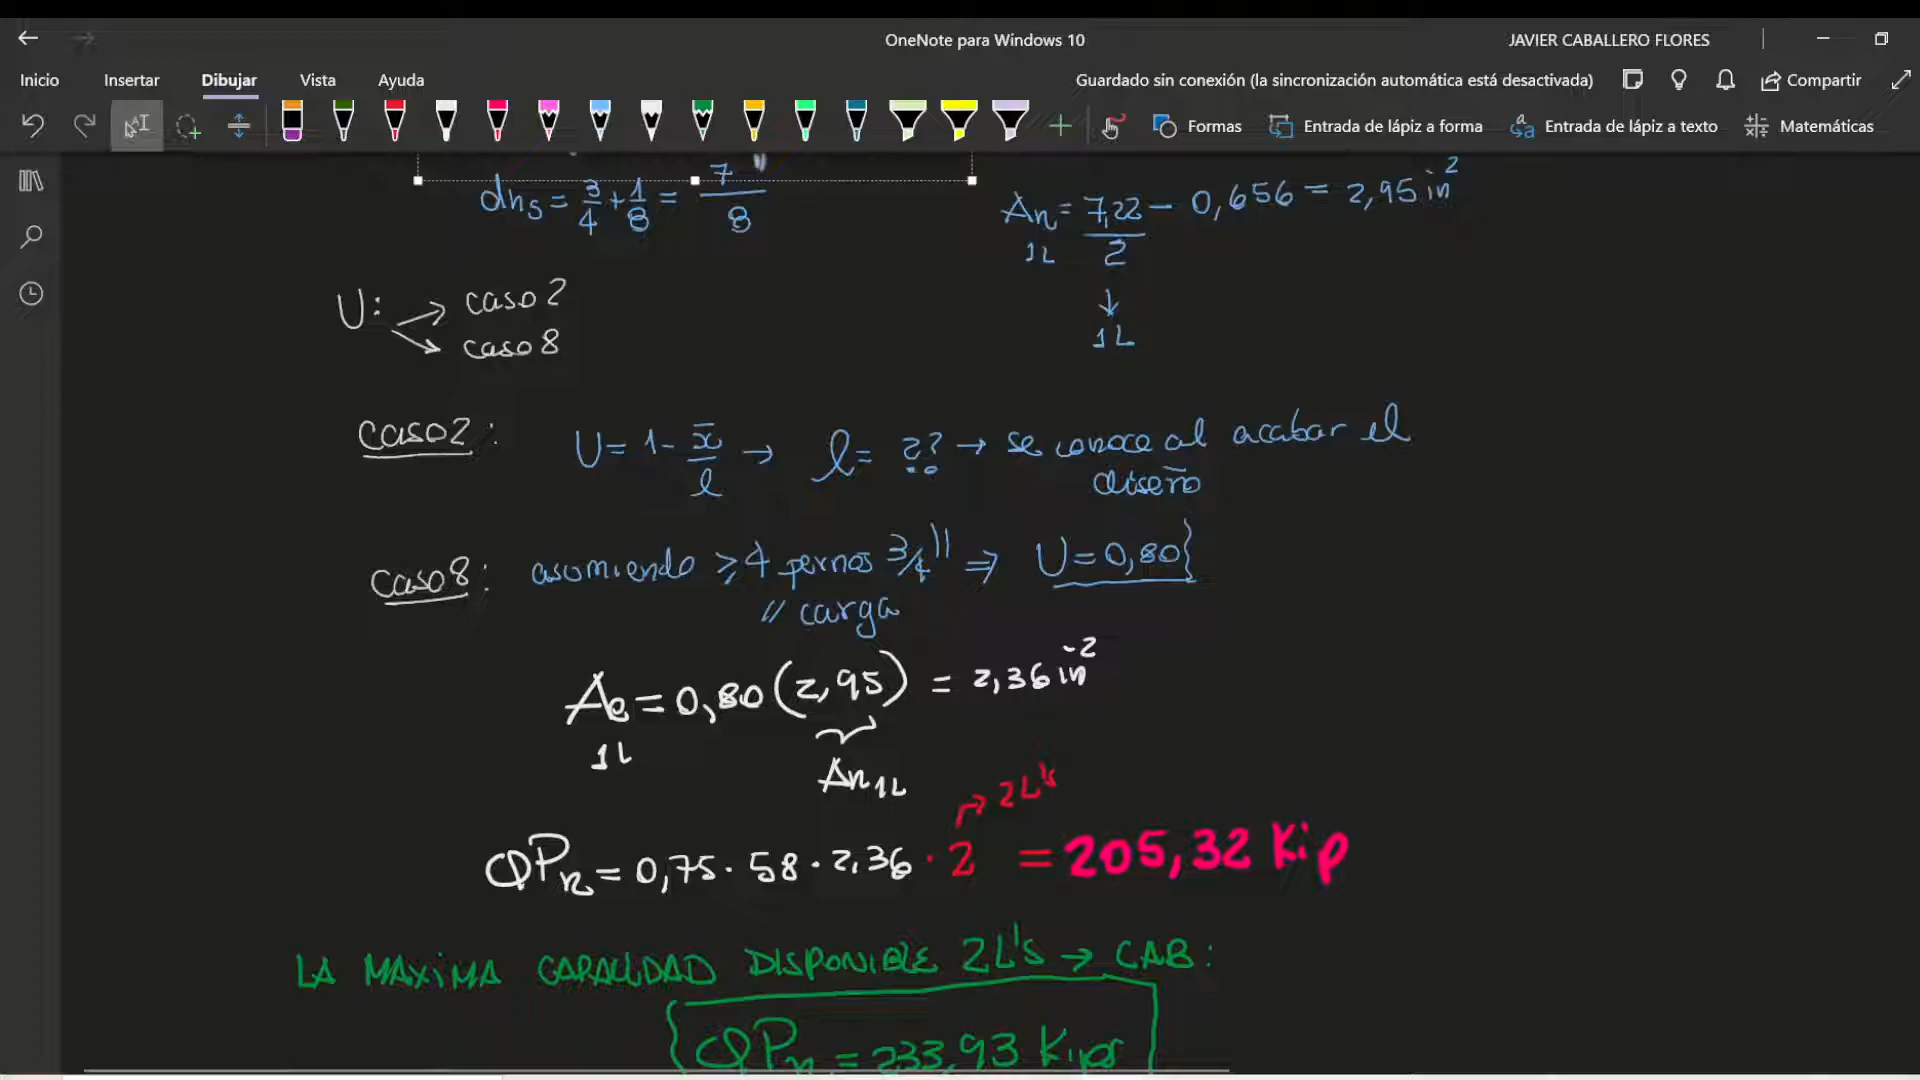 OneNote para Windows 10
JAVIER CABALLERO FLORES
Inicio Insertar Dibujar Vista Ayuda
Guardado sin conexión (la sincronización automática está desactivada)
Compartir
Formas Entrada de lápiz a forma Entrada de lápiz a texto Matemáticas
dhs = 3/4 + 1/8 = 7"/8
An = 7,22/2 - 0,656 = 2,95 in²
1L
↓
1L
U: → caso 2
→ caso 8
caso 2: U = 1 - x̄/l → l = ?? → se conoce al acabar el
diseño
caso 8: asumiendo ≥ 4 pernos 3/4" ⇒ U = 0,80}
// carga
Ae = 0,80 (2,95) = 2,36 in²
1L
An1L
→ 2L's
ØPn = 0,75 · 58 · 2,36 · 2 = 205,32 Kip
LA MAXIMA CAPACIDAD DISPONIBLE 2L's → CAB:
ØPn = 233,93 Kips